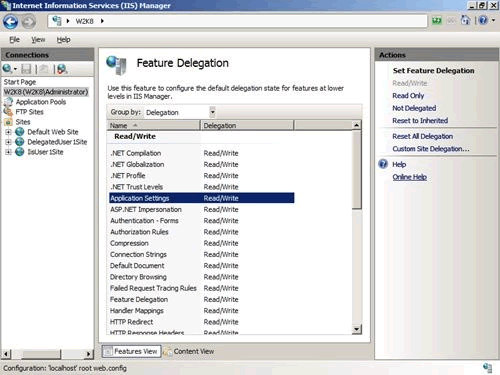 Internet Information Services (IIS) Manager
W2K8
File View Help
Connections
Start Page
W2K8 (W2K8\Administrator)
Application Pools
FTP Sites
Sites
Default Web Site
DelegatedUser1Site
IisUser1Site
Feature Delegation
Use this feature to configure the default delegation state for features at lower
levels in IIS Manager.
Group by: Delegation
Name Delegation
Read/Write
.NET Compilation Read/Write
.NET Globalization Read/Write
.NET Profile Read/Write
.NET Trust Levels Read/Write
Application Settings Read/Write
ASP.NET Impersonation Read/Write
Authentication - Forms Read/Write
Authorization Rules Read/Write
Compression Read/Write
Connection Strings Read/Write
Default Document Read/Write
Directory Browsing Read/Write
Failed Request Tracing Rules Read/Write
Feature Delegation Read/Write
Handler Mappings Read/Write
HTTP Redirect Read/Write
HTTP Response Headers Read/Write
Features View Content View
Actions
Set Feature Delegation
Read/Write
Read Only
Not Delegated
Reset to Inherited
Reset All Delegation
Custom Site Delegation...
Help
Online Help
Configuration: 'localhost' root web.config